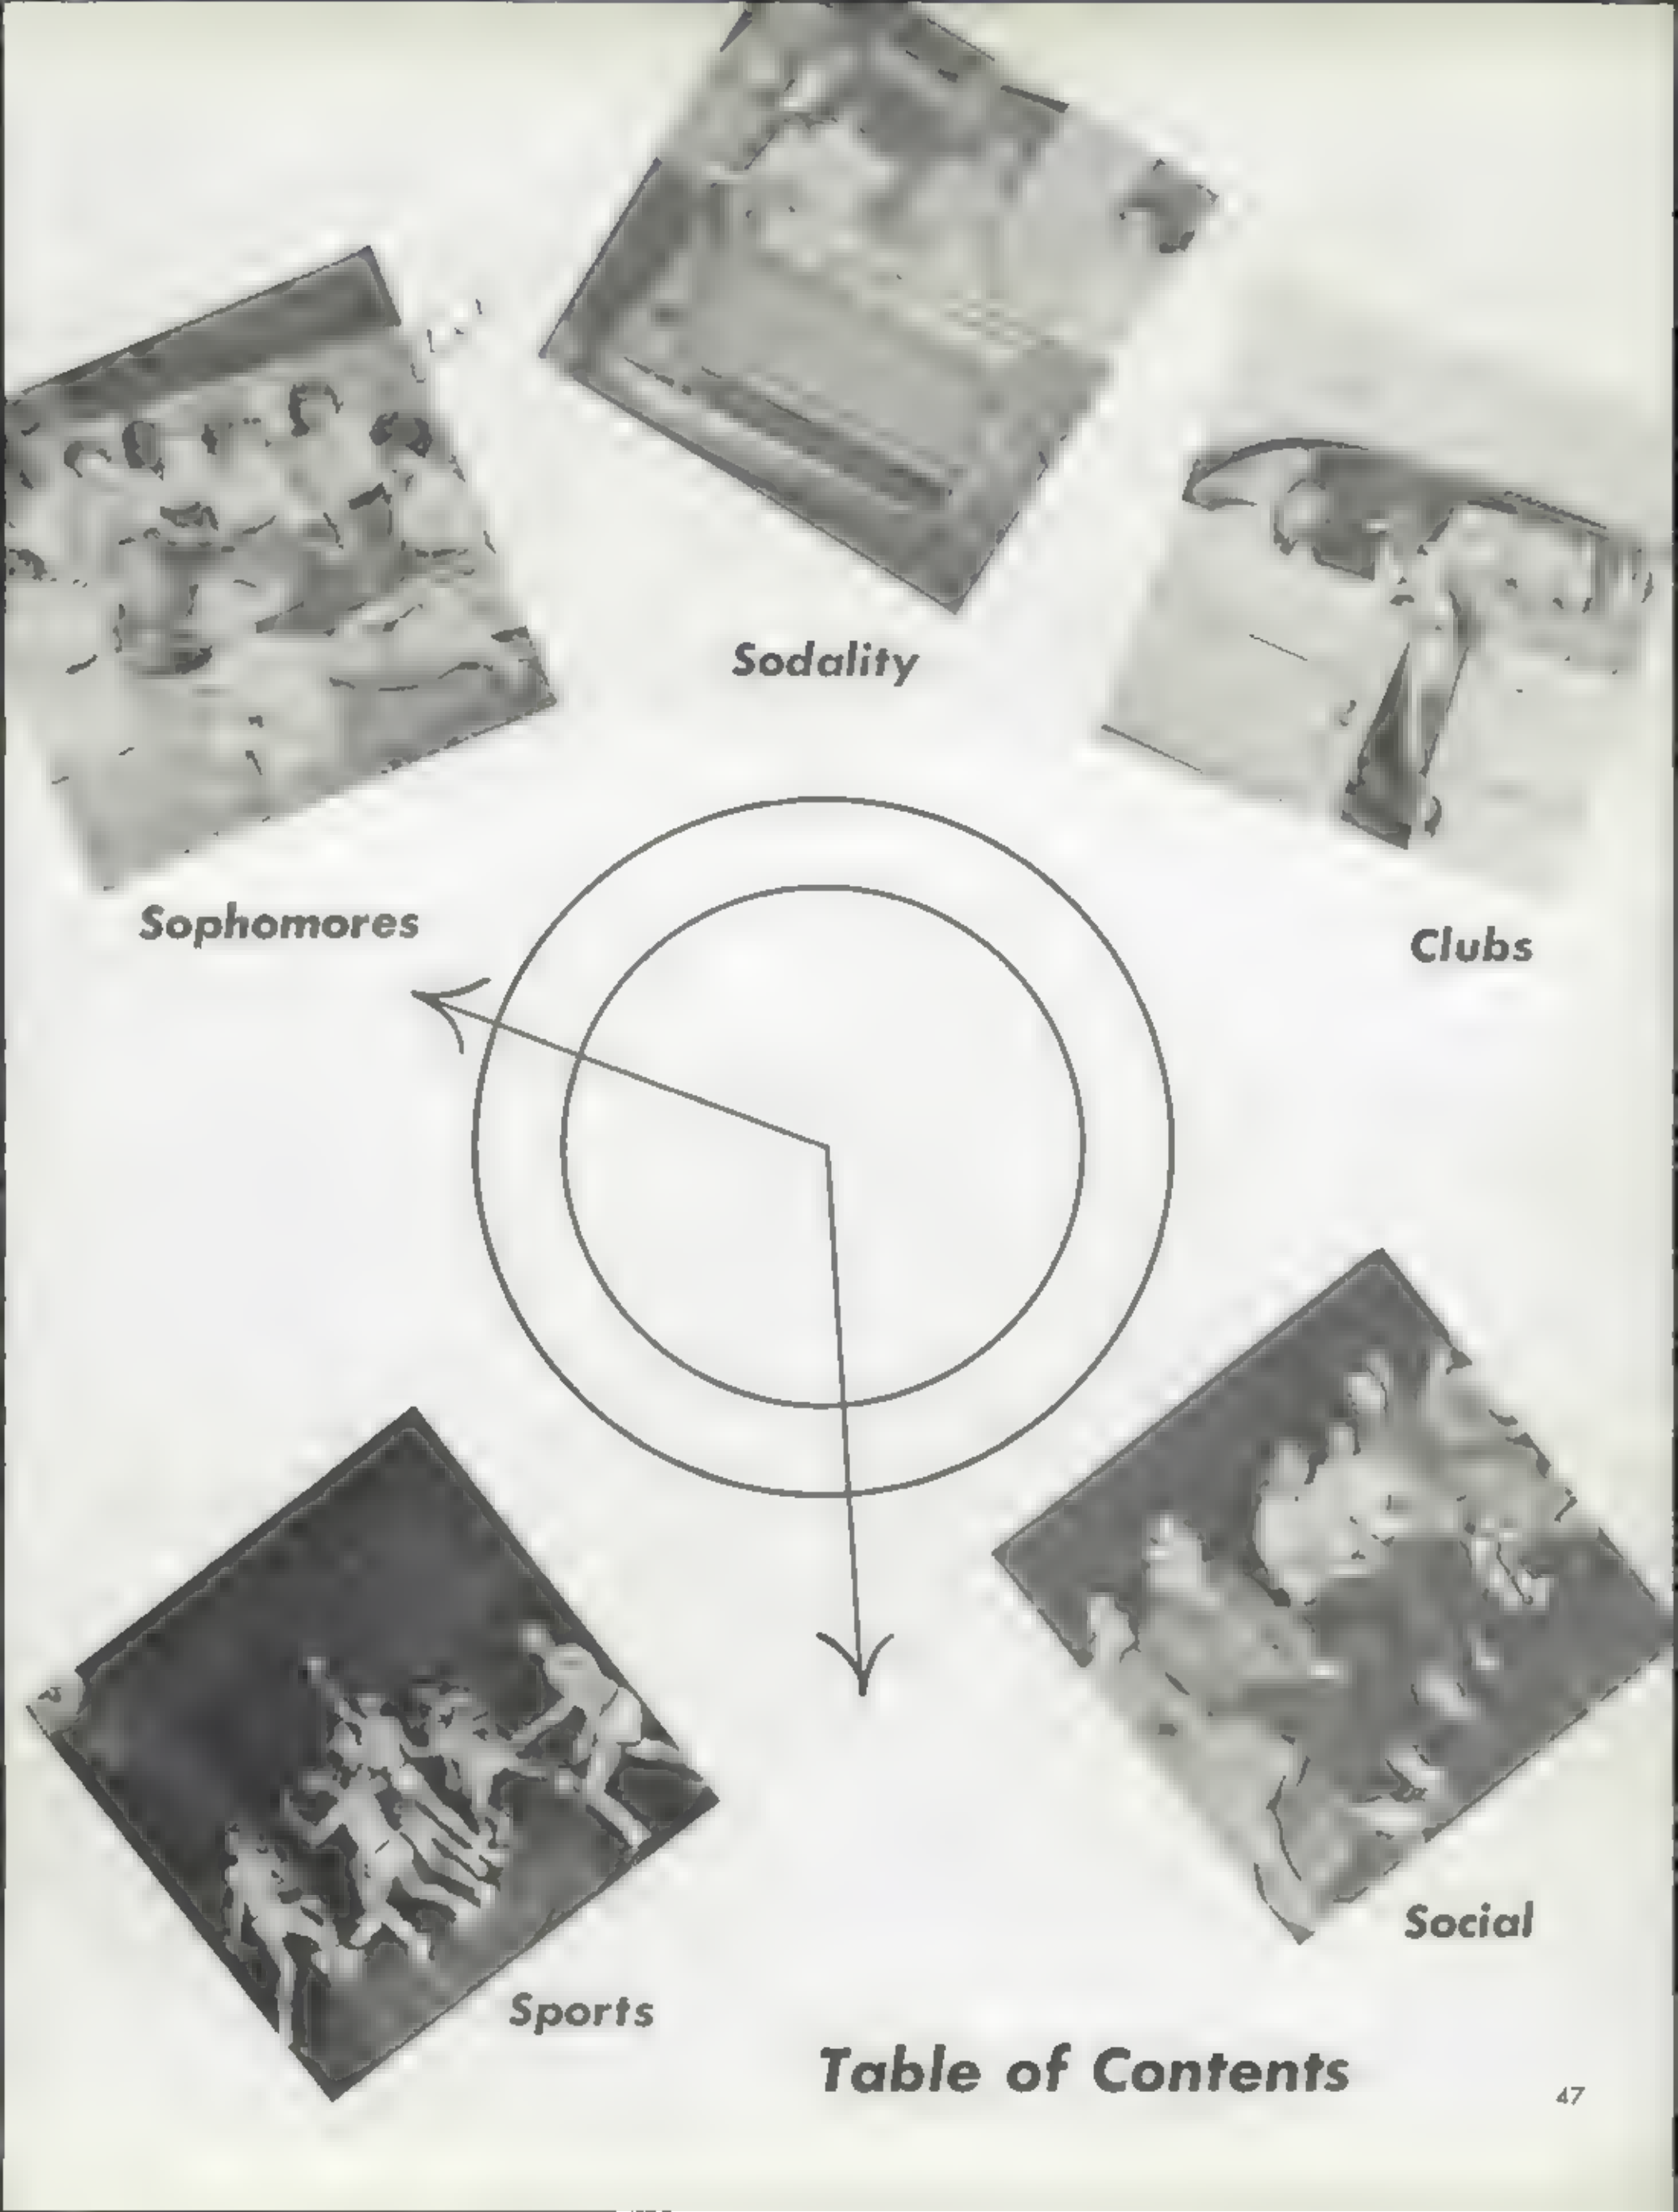 Sodality
Sophomores
Clubs
Social
Sports
Table of Contents
47